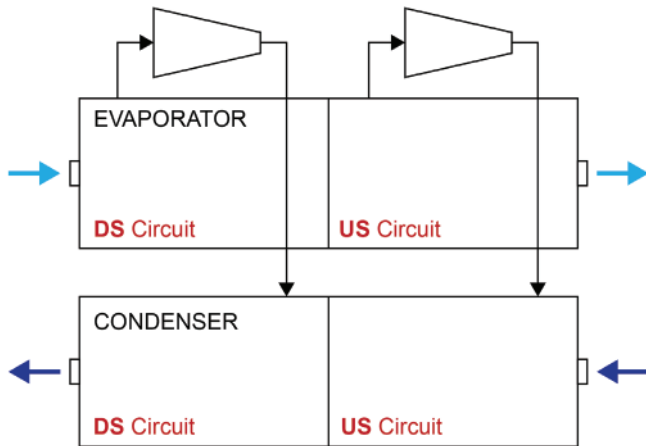 EVAPORATOR
DS Circuit
US Circuit
CONDENSER
DS Circuit
US Circuit